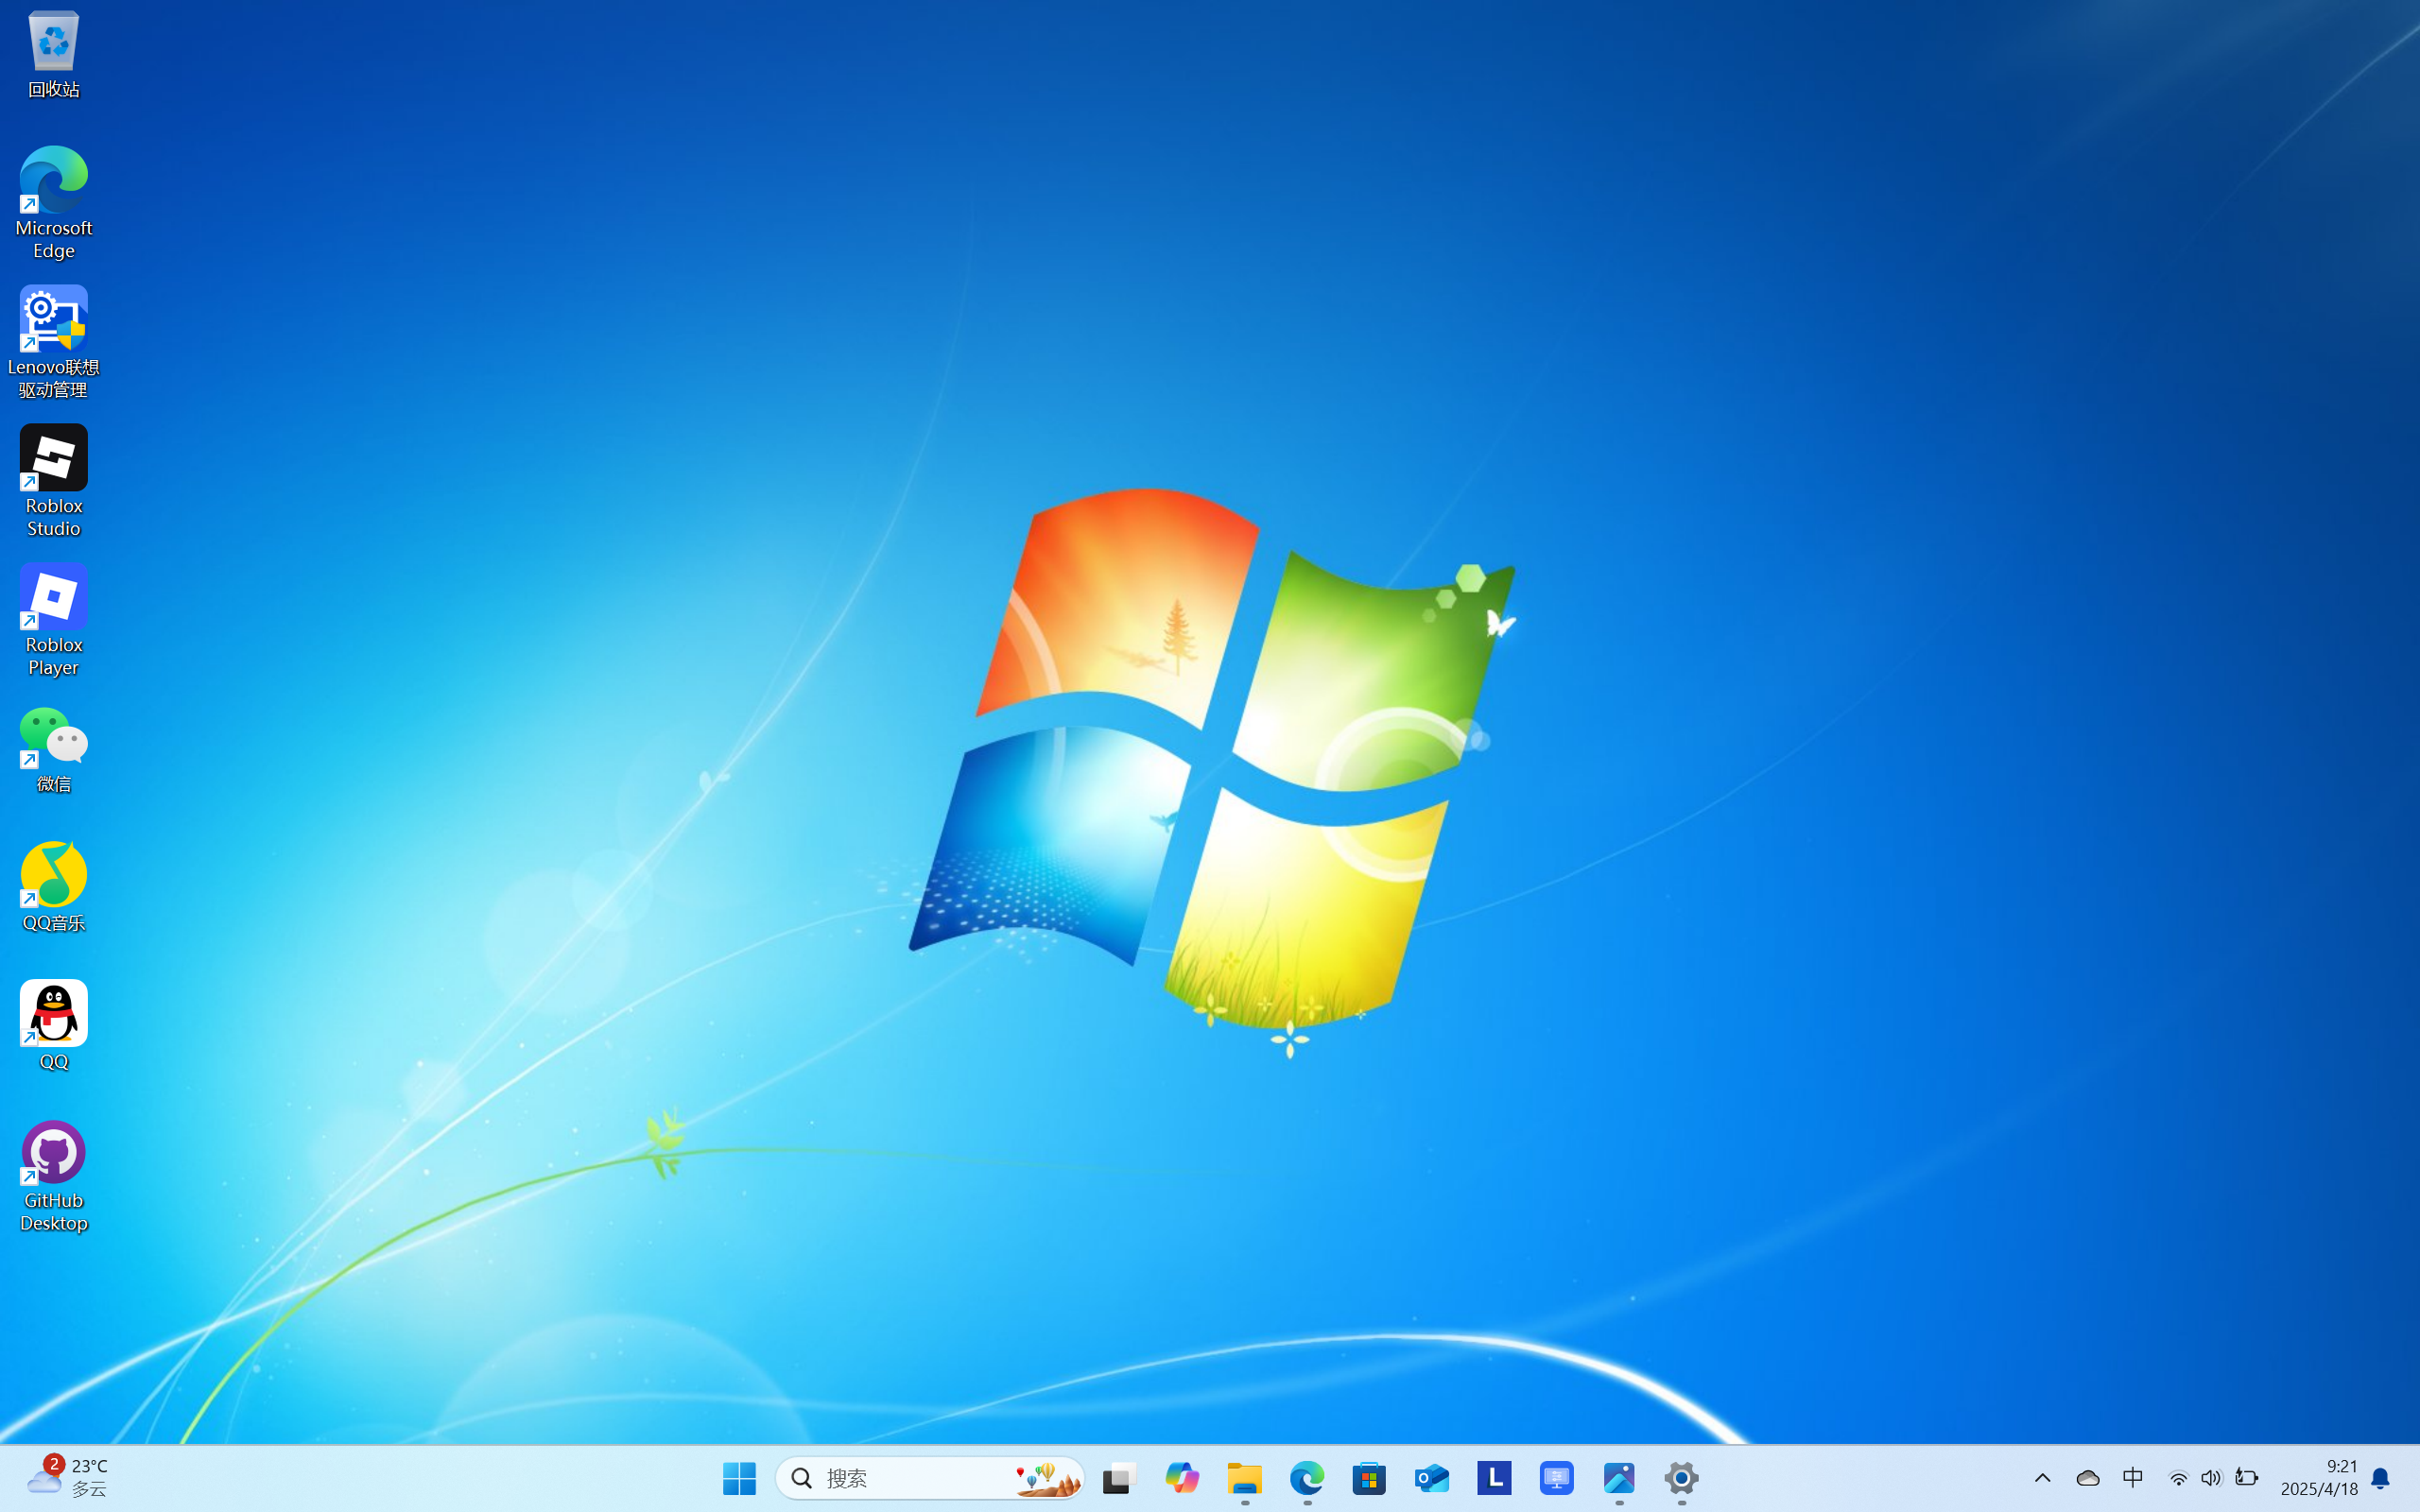 回收站
Microsoft
Edge
Lenovo联想
驱动管理
Roblox
Studio
Roblox
Player
微信
QQ音乐
QQ
GitHub
Desktop
2
23°C
多云
搜索
L
中
9:21
2025/4/18